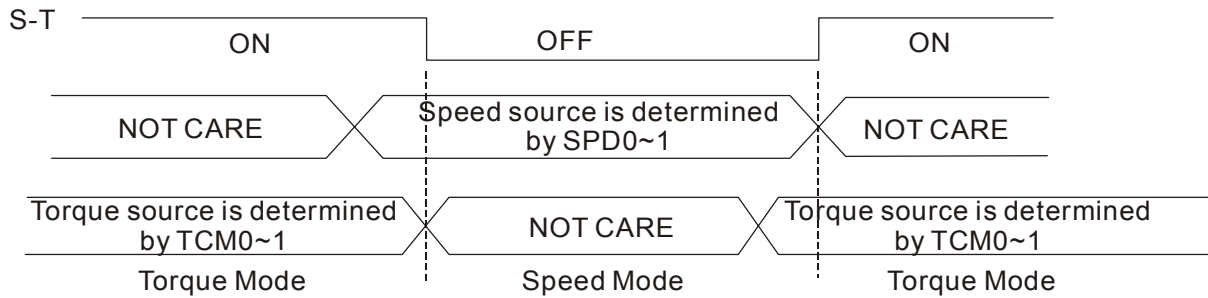 S-T
ON
OFF
ON
NOT CARE
Speed source is determined
by SPD0~1
NOT CARE
Torque source is determined
by TCM0~1
NOT CARE
Torque source is determined
by TCM0~1
Torque Mode
Speed Mode
Torque Mode